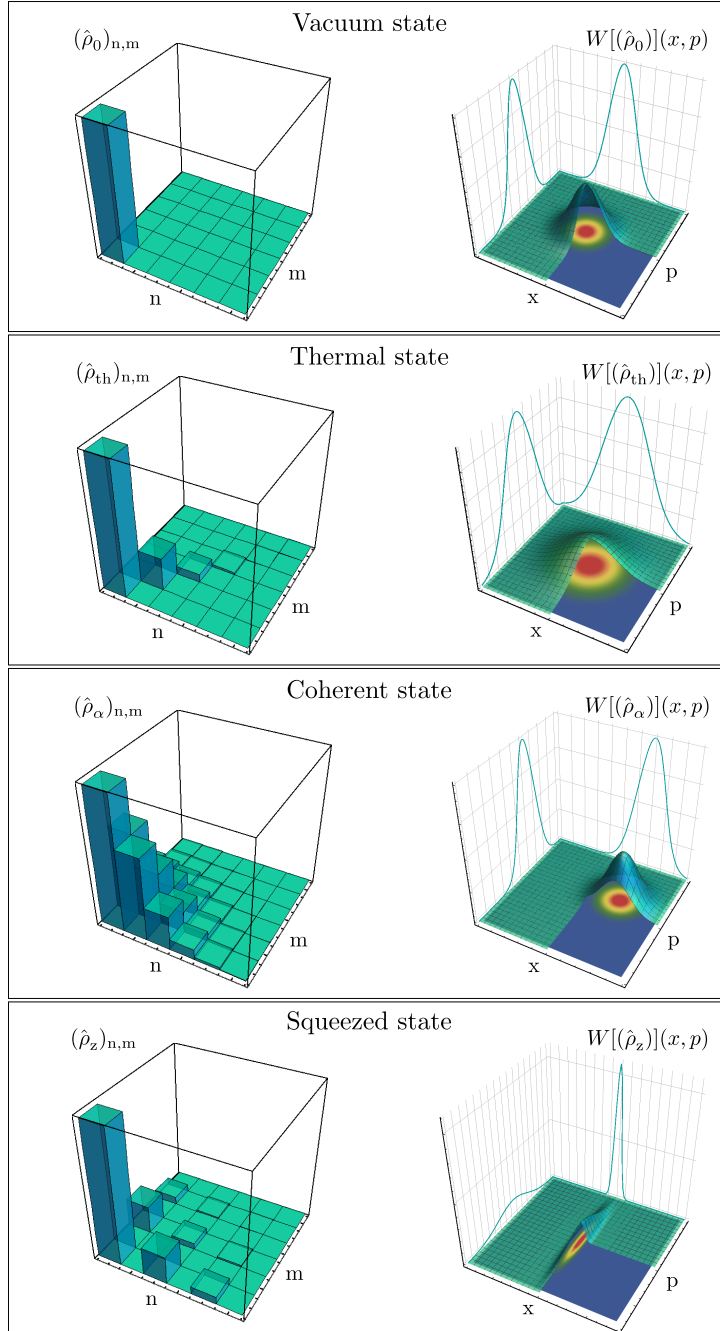 Vacuum state
(ρ̂₀)ₙ,ₘ
W[(ρ̂₀)](x, p)
n
m
x
p
Thermal state
(ρ̂ₜₕ)ₙ,ₘ
W[(ρ̂ₜₕ)](x, p)
n
m
x
p
Coherent state
(ρ̂_α)ₙ,ₘ
W[(ρ̂_α)](x, p)
n
m
x
p
Squeezed state
(ρ̂_z)ₙ,ₘ
W[(ρ̂_z)](x, p)
n
m
x
p